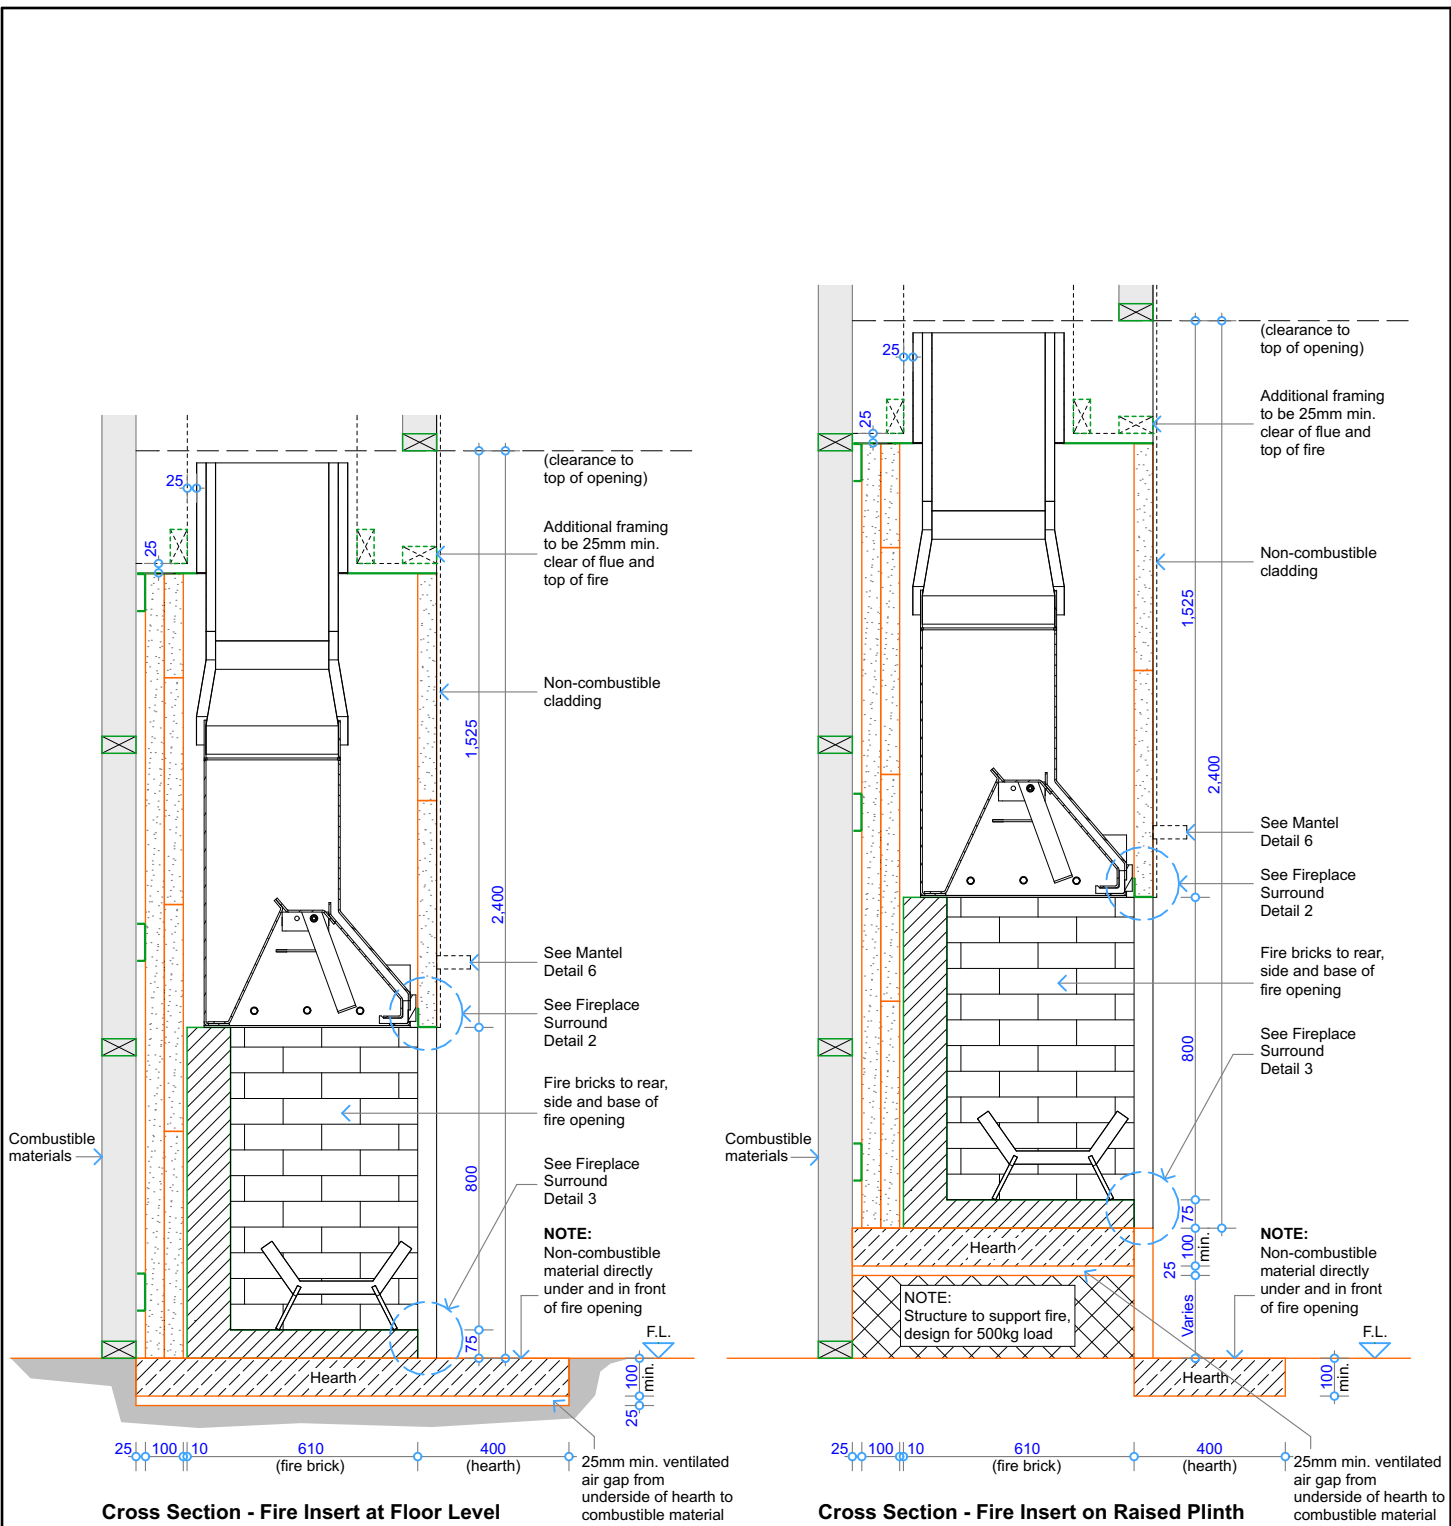 25
25
(clearance to
top of opening)
Additional framing
to be 25mm min.
clear of flue and
top of fire
Non-combustible
cladding
1,525
2,400
See Mantel
Detail 6
See Fireplace
Surround
Detail 2
Fire bricks to rear,
side and base of
fire opening
Combustible
materials
800
See Fireplace
Surround
Detail 3
NOTE:
Non-combustible
material directly
under and in front
of fire opening
75
F.L.
Hearth
100
min.
25
25
100
10
610
(fire brick)
400
(hearth)
25mm min. ventilated
air gap from
underside of hearth to
combustible material
Cross Section - Fire Insert at Floor Level
25
25
(clearance to
top of opening)
Additional framing
to be 25mm min.
clear of flue and
top of fire
Non-combustible
cladding
1,525
2,400
See Mantel
Detail 6
See Fireplace
Surround
Detail 2
Fire bricks to rear,
side and base of
fire opening
See Fireplace
Surround
Detail 3
800
Combustible
materials
75
Hearth
100
min.
25
NOTE:
Structure to support fire,
design for 500kg load
Varies
NOTE:
Non-combustible
material directly
under and in front
of fire opening
F.L.
Hearth
100
min.
25
100
10
610
(fire brick)
400
(hearth)
25mm min. ventilated
air gap from
underside of hearth to
combustible material
Cross Section - Fire Insert on Raised Plinth